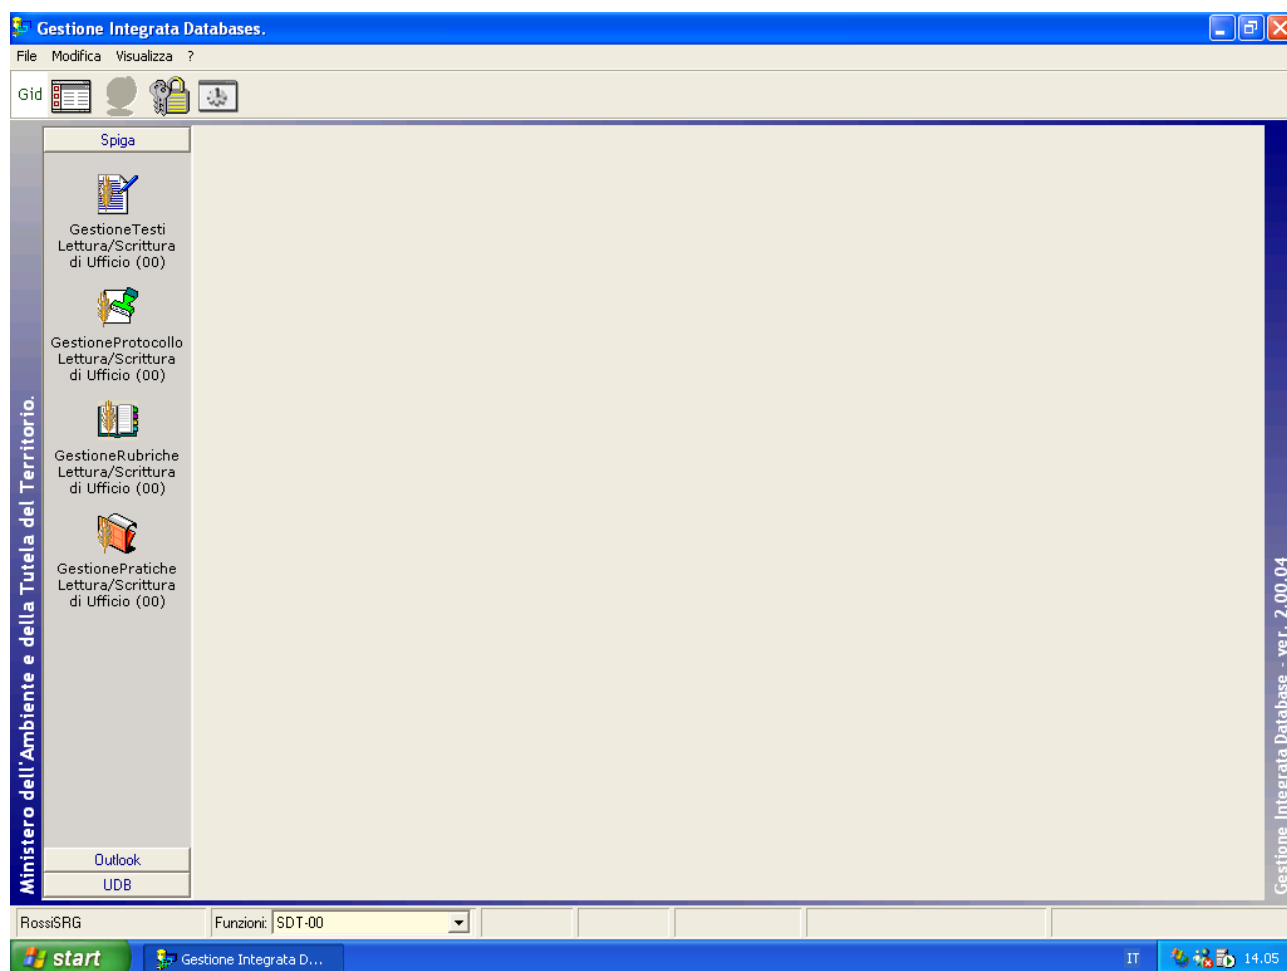 Gestione Integrata Databases.
File Modifica Visualizza ?
Gid
Spiga
GestioneTesti
Lettura/Scrittura
di Ufficio (00)
GestioneProtocollo
Lettura/Scrittura
di Ufficio (00)
GestioneRubriche
Lettura/Scrittura
di Ufficio (00)
GestionePratiche
Lettura/Scrittura
di Ufficio (00)
Outlook
UDB
Ministero dell'Ambiente e della Tutela del Territorio.
Gestione Integrata Database - ver. 2.00.04
RossiSRG Funzioni: SDT-00
start Gestione Integrata D... IT 14.05